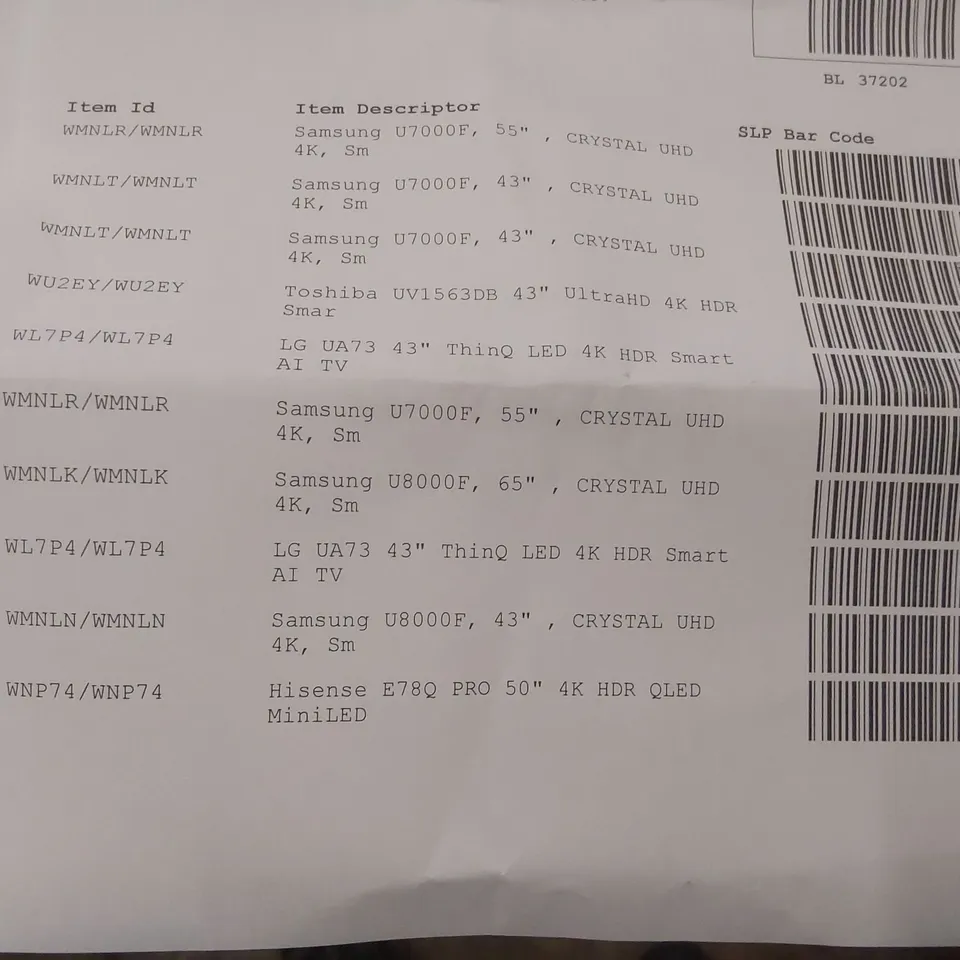 BL 37202
Item Id Item Descriptor
SLP Bar Code
WMNLR/WMNLR Samsung U7000F, 55" , CRYSTAL UHD
4K, Sm
WMNLT/WMNLT Samsung U7000F, 43" , CRYSTAL UHD
4K, Sm
WMNLT/WMNLT Samsung U7000F, 43" , CRYSTAL UHD
4K, Sm
WU2EY/WU2EY Toshiba UV1563DB 43" UltraHD 4K HDR
Smar
WL7P4/WL7P4 LG UA73 43" ThinQ LED 4K HDR Smart
AI TV
WMNLR/WMNLR Samsung U7000F, 55" , CRYSTAL UHD
4K, Sm
WMNLK/WMNLK Samsung U8000F, 65" , CRYSTAL UHD
4K, Sm
WL7P4/WL7P4 LG UA73 43" ThinQ LED 4K HDR Smart
AI TV
WMNLN/WMNLN Samsung U8000F, 43" , CRYSTAL UHD
4K, Sm
WNP74/WNP74 Hisense E78Q PRO 50" 4K HDR QLED
MiniLED